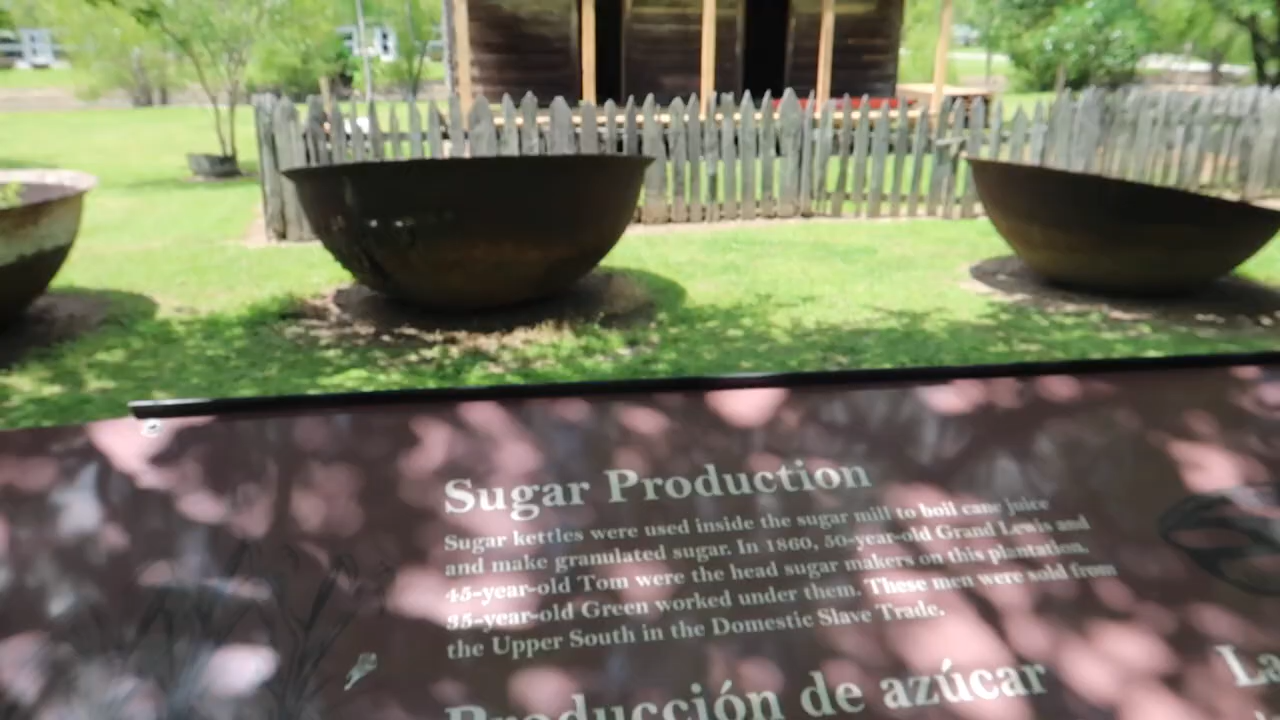 Sugar Production
Sugar kettles were used inside the sugar mill to boil cane juice
and make granulated sugar. In 1860, 50-year-old Grand Lewis and
45-year-old Tom were the head sugar makers on this plantation.
35-year-old Green worked under them. These men were sold from
the Upper South in the Domestic Slave Trade.
Producción de azúcar
La